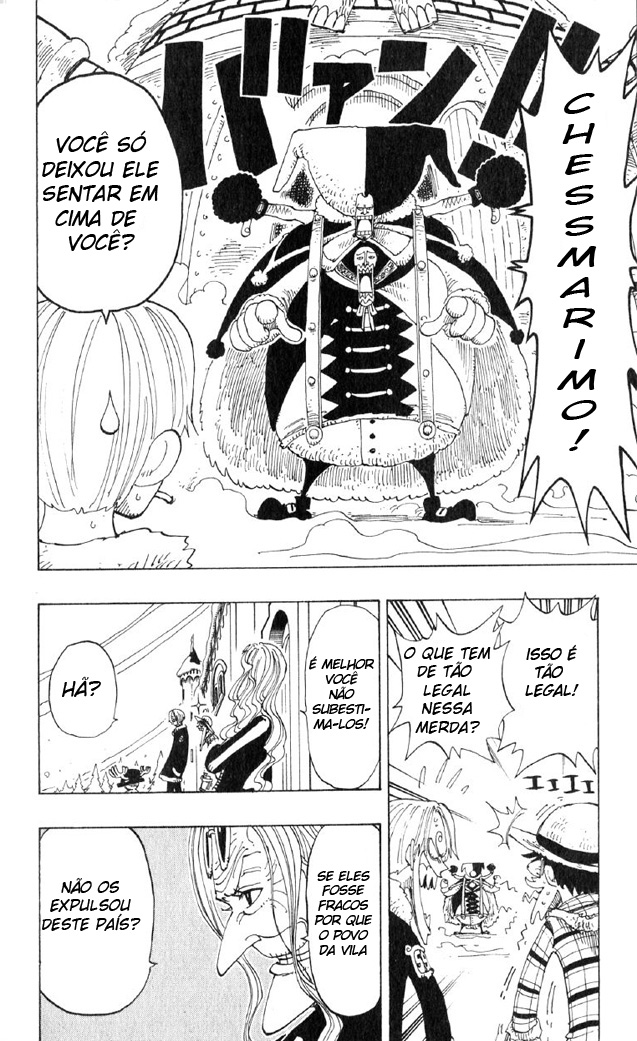 CHESSMARIMO!
バァン!
VOCÊ SÓ
DEIXOU ELE
SENTAR EM
CIMA DE
VOCÊ?
ISSO É
TÃO
LEGAL!
O QUE TEM
DE TÃO
LEGAL
NESSA
MERDA?
É MELHOR
VOCÊ
NÃO
SUBESTI-
MA-LOS!
HÃ?
SE ELES
FOSSE
FRACOS
POR QUE
O POVO
DA VILA
NÃO OS
EXPULSOU
DESTE PAÍS?